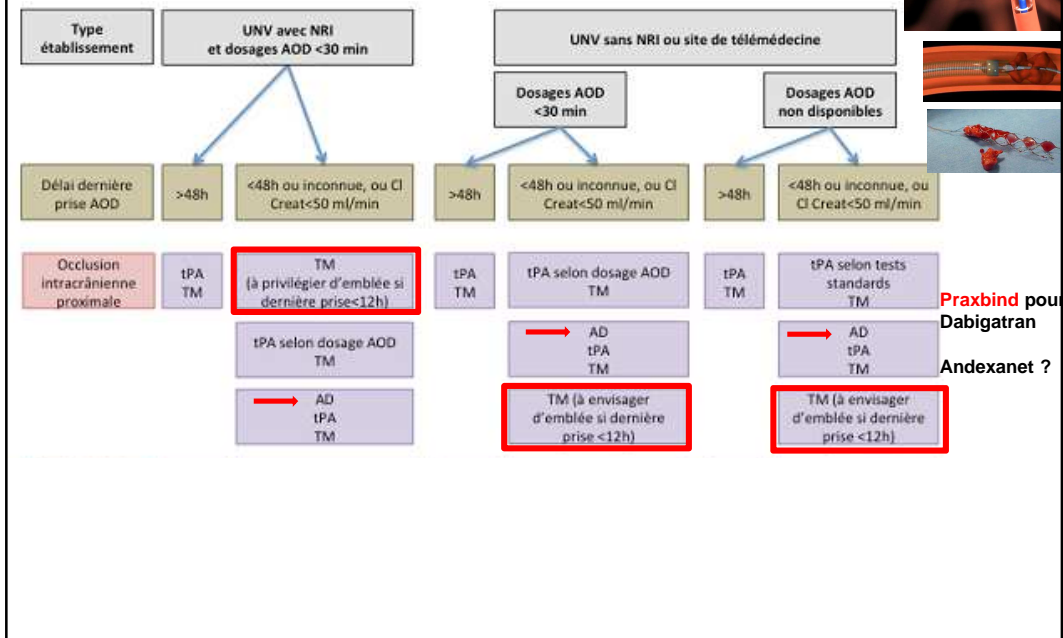 Type
établissement
UNV avec NRI
et dosages AOD <30 min
UNV sans NRI ou site de télémédecine
Dosages AOD
<30 min
Dosages AOD
non disponibles
Délai dernière
prise AOD
>48h
<48h ou inconnue, ou Cl
Creat<50 ml/min
>48h
<48h ou inconnue, ou Cl
Creat<50 ml/min
>48h
<48h ou inconnue, ou
Cl Creat<50 ml/min
Occlusion
intracrânienne
proximale
tPA
TM
TM
(à privilégier d'emblée si
dernière prise<12h)
tPA
TM
tPA selon dosage AOD
TM
tPA
TM
tPA selon tests
standards
TM
Praxbind pour
Dabigatran
tPA selon dosage AOD
TM
AD
tPA
TM
AD
tPA
TM
Andexanet ?
AD
tPA
TM
TM (à envisager
d'emblée si dernière
prise <12h)
TM (à envisager
d'emblée si dernière
prise <12h)